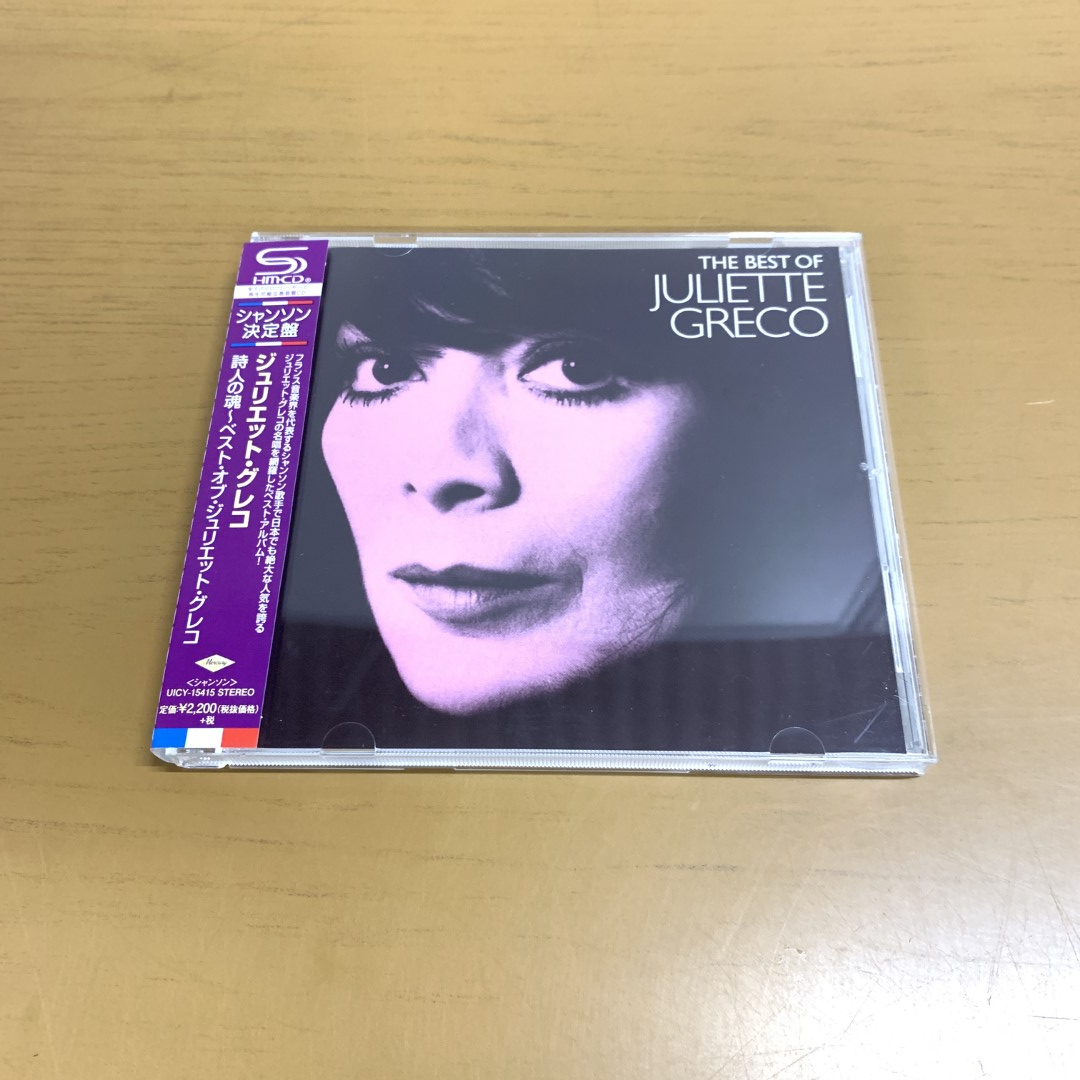 THE BEST OF
JULIETTE
GRECO
SHM-CD®
シャンソン
決定盤
フランス音楽界を代表するシャンソン歌手で日本でも絶大な人気を誇る
ジュリエット・グレコの名唱を網羅したベスト・アルバム!
ジュリエット・グレコ
詩人の魂〜ベスト・オブ・ジュリエット・グレコ
Mercury
<シャンソン>
UICY-15415 STEREO
定価:¥2,200(税抜価格)
+税